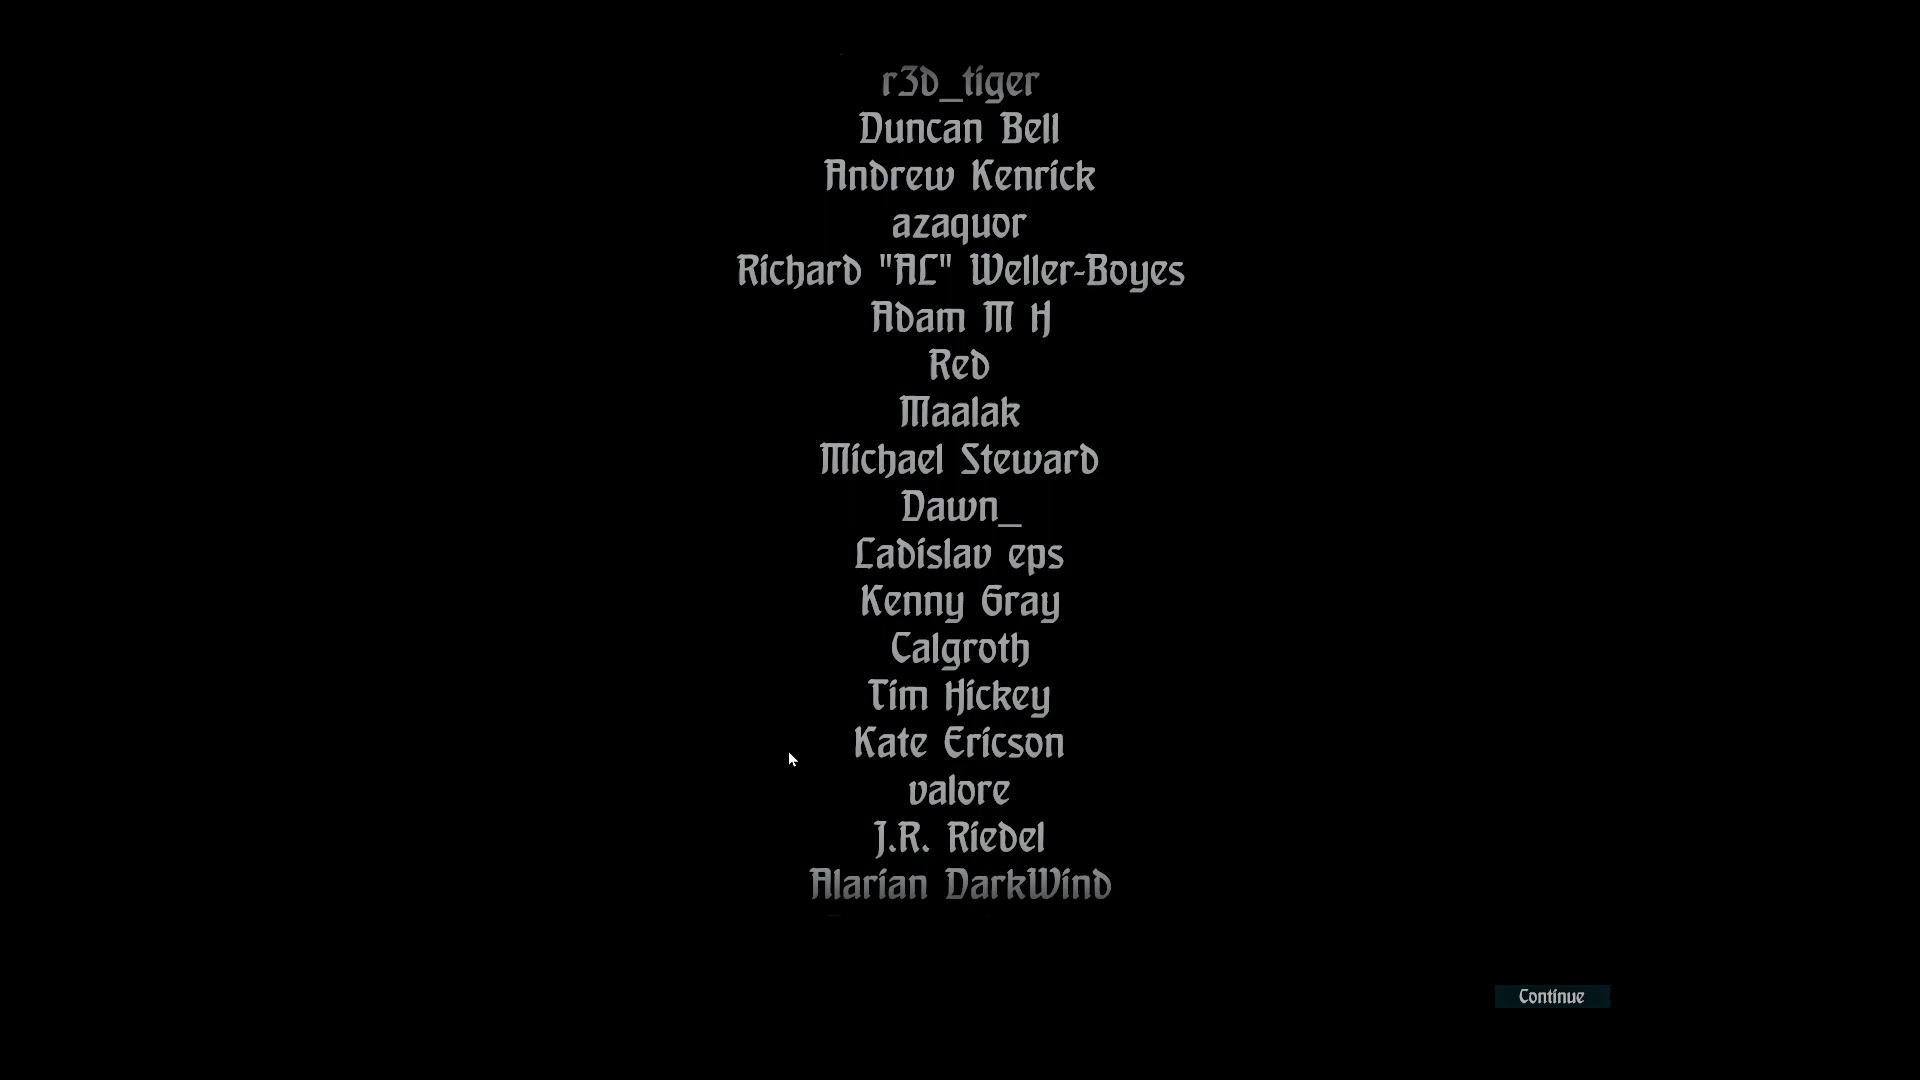 r3d_tiger
Duncan Bell
Andrew Kenrick
azaquor
Richard "AL" Weller-Boyes
Adam M H
Red
Maalak
Michael Steward
Dawn_
Ladislav eps
Kenny Gray
Calgroth
Tim Hickey
Kate Ericson
valore
J.R. Riedel
Alarian DarkWind
Continue